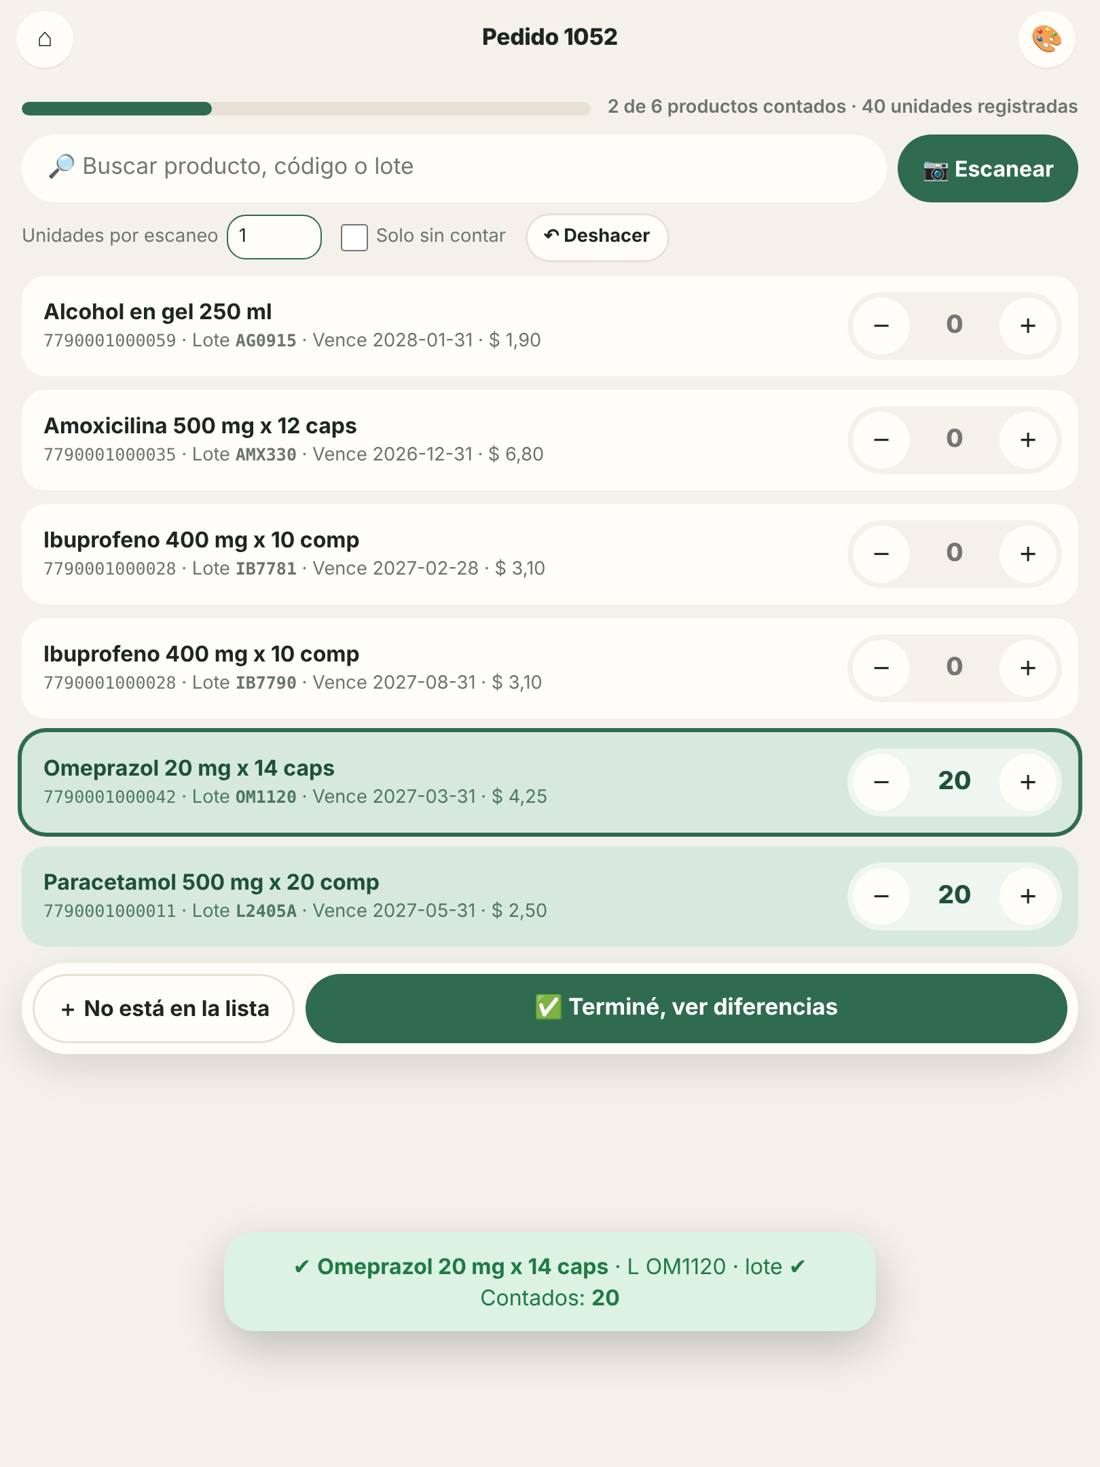 Pedido 1052
2 de 6 productos contados · 40 unidades registradas
🔎 Buscar producto, código o lote
📷 Escanear
Unidades por escaneo 1 Solo sin contar ↶ Deshacer
Alcohol en gel 250 ml
7790001000059 · Lote AG0915 · Vence 2028-01-31 · $ 1,90
− 0 +
Amoxicilina 500 mg x 12 caps
7790001000035 · Lote AMX330 · Vence 2026-12-31 · $ 6,80
− 0 +
Ibuprofeno 400 mg x 10 comp
7790001000028 · Lote IB7781 · Vence 2027-02-28 · $ 3,10
− 0 +
Ibuprofeno 400 mg x 10 comp
7790001000028 · Lote IB7790 · Vence 2027-08-31 · $ 3,10
− 0 +
Omeprazol 20 mg x 14 caps
7790001000042 · Lote OM1120 · Vence 2027-03-31 · $ 4,25
− 20 +
Paracetamol 500 mg x 20 comp
7790001000011 · Lote L2405A · Vence 2027-05-31 · $ 2,50
− 20 +
+ No está en la lista
✅ Terminé, ver diferencias
✔ Omeprazol 20 mg x 14 caps · L OM1120 · lote ✔
Contados: 20